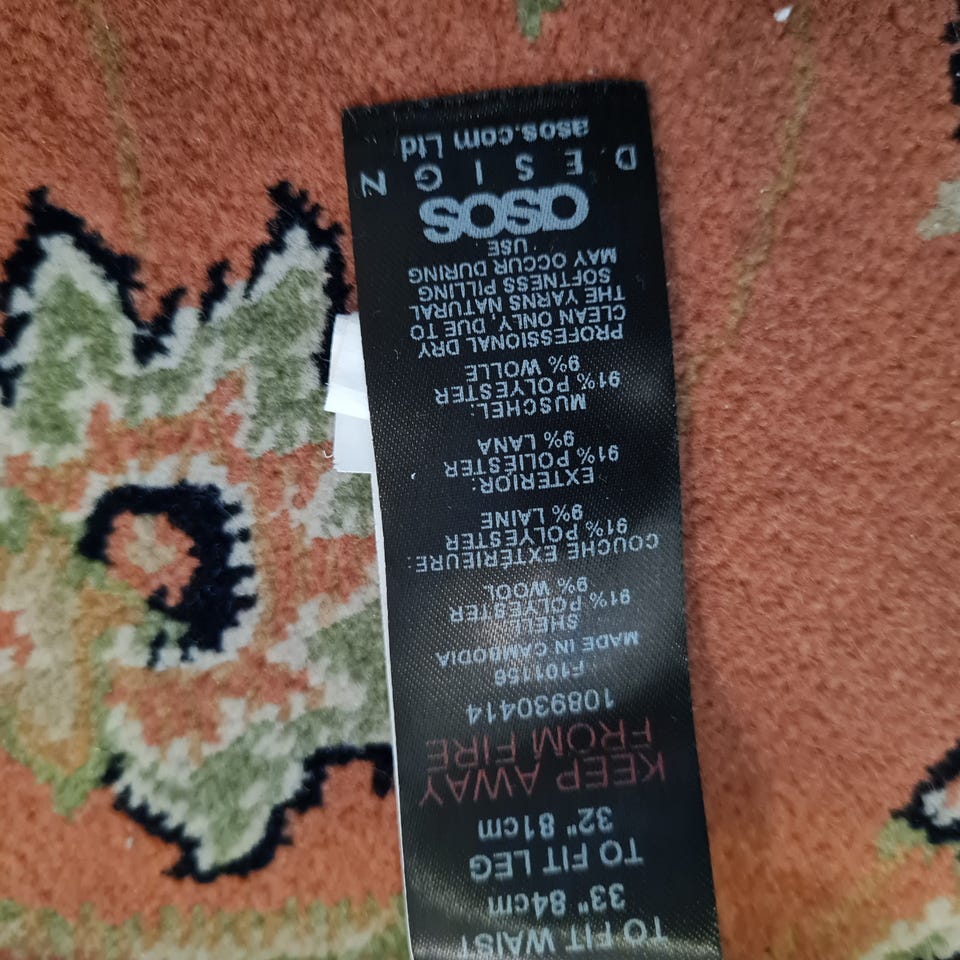 TO FIT WAIST
33" 84cm
TO FIT LEG
32" 81cm
KEEP AWAY
FROM FIRE
108930414
F101156
MADE IN CAMBODIA
SHELL:
91% POLYESTER
9% WOOL
COUCHE EXTÉRIEURE:
91% POLYESTER
9% LAINE
EXTERIOR:
91% POLIÉSTER
9% LANA
MUSCHEL:
91% POLYESTER
9% WOLLE
PROFESSIONAL DRY
CLEAN ONLY, DUE TO
THE YARNS NATURAL
SOFTNESS PILLING
MAY OCCUR DURING
USE
asos
DESIGN
asos.com Ltd